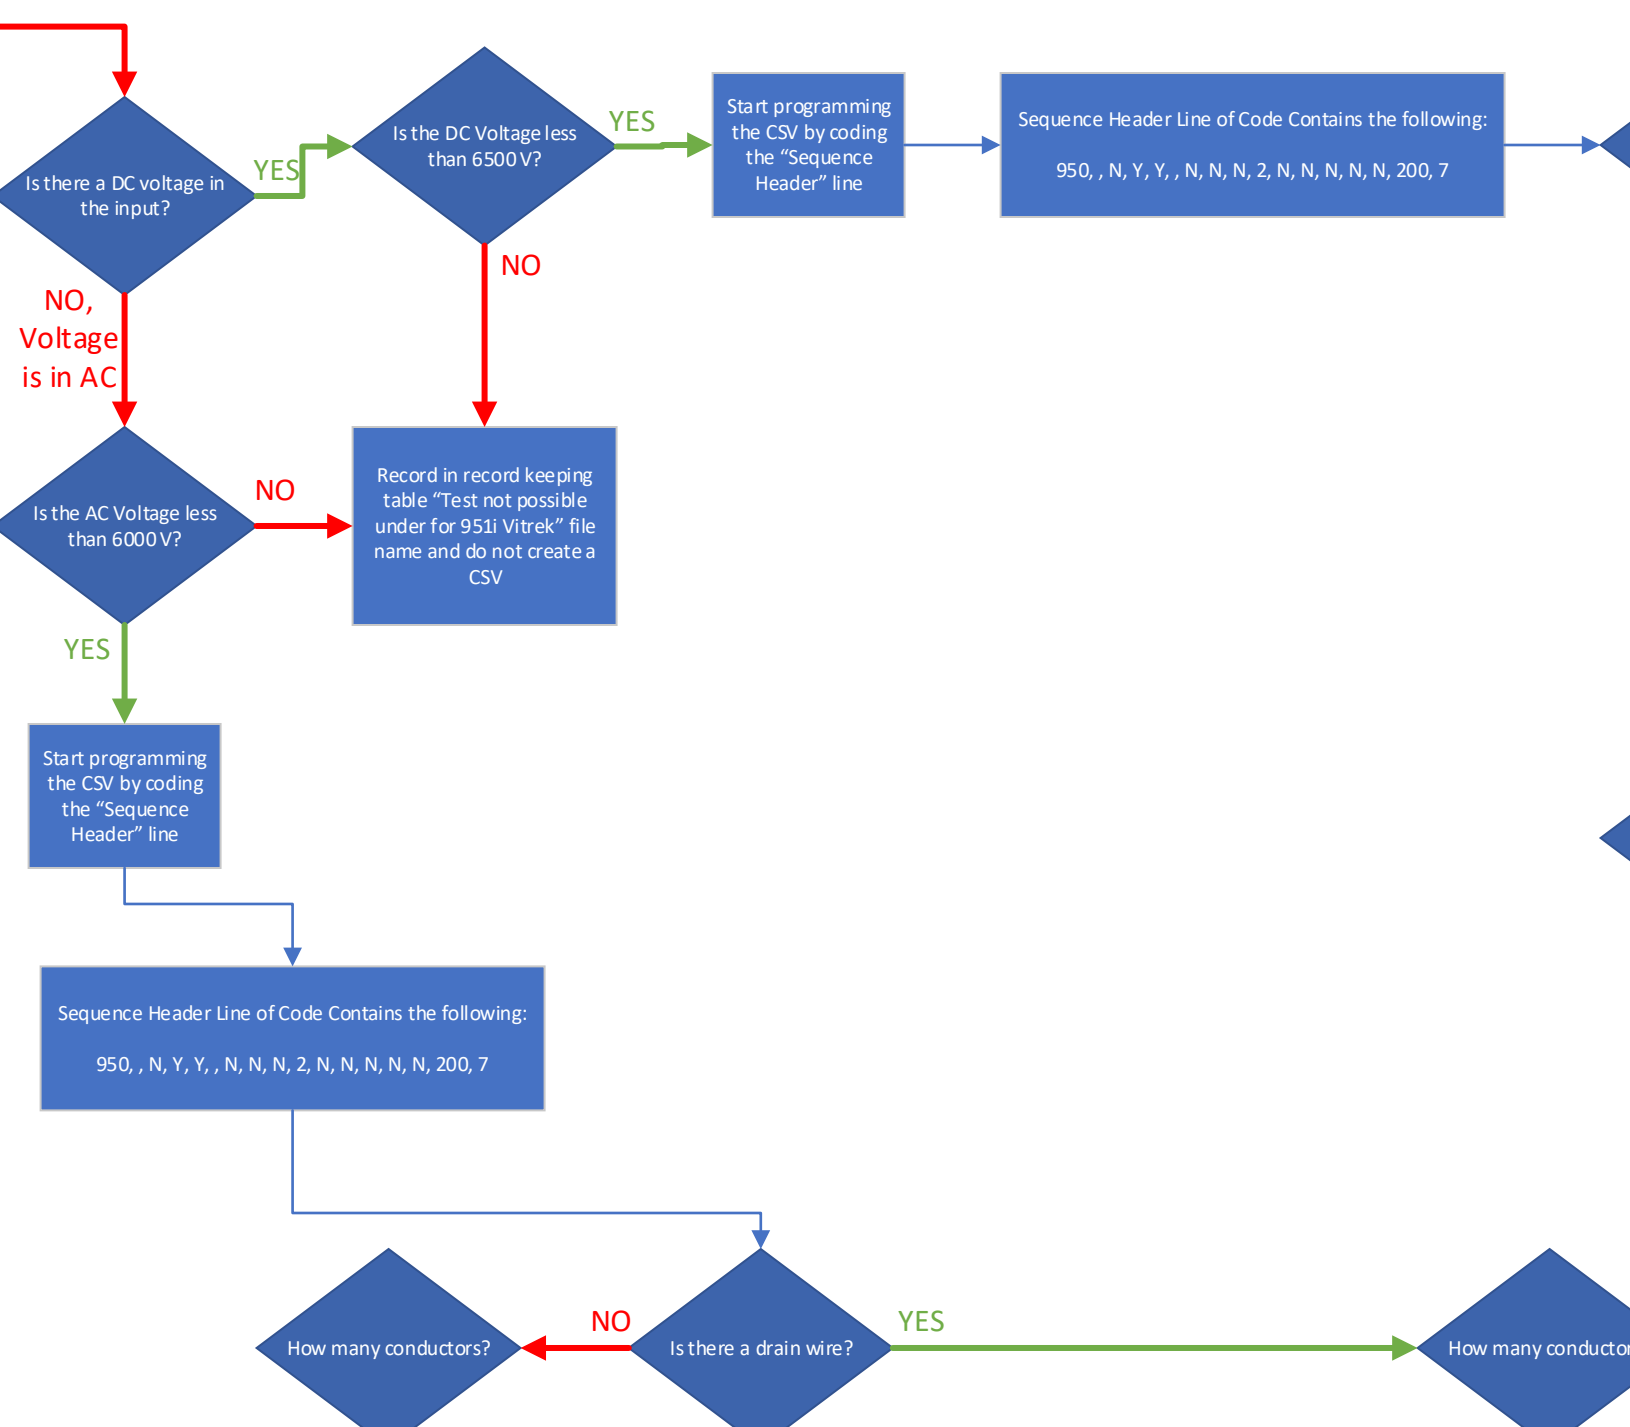 Is there a DC voltage in
the input?
YES
Is the DC Voltage less
than 6500 V?
YES
Start programming
the CSV by coding
the “Sequence
Header” line
Sequence Header Line of Code Contains the following:
950, , N, Y, Y, , N, N, N, 2, N, N, N, N, N, 200, 7
NO,
Voltage
is in AC
NO
Is the AC Voltage less
than 6000 V?
NO
Record in record keeping
table “Test not possible
under for 951i Vitrek” file
name and do not create a
CSV
YES
Start programming
the CSV by coding
the “Sequence
Header” line
Sequence Header Line of Code Contains the following:
950, , N, Y, Y, , N, N, N, 2, N, N, N, N, N, 200, 7
How many conductors?
NO
Is there a drain wire?
YES
How many conductor